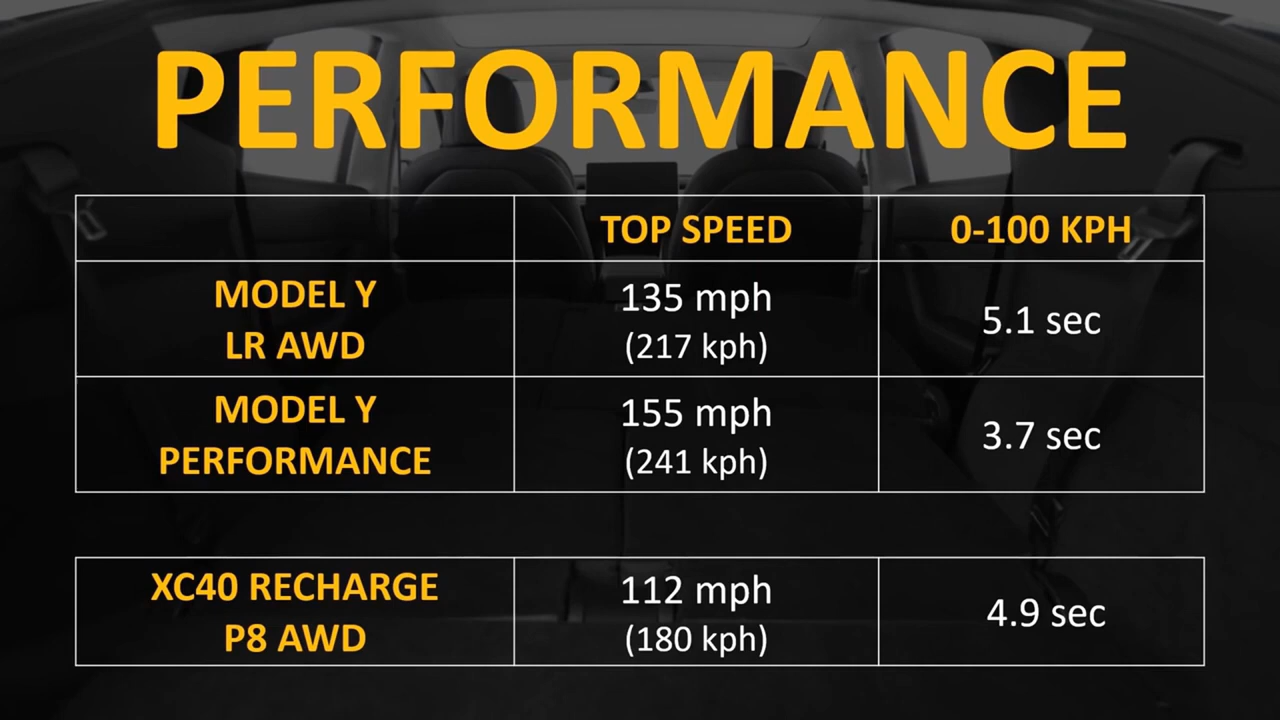 PERFORMANCE
TOP SPEED 0-100 KPH
MODEL Y
LR AWD
135 mph
(217 kph)
5.1 sec
MODEL Y
PERFORMANCE
155 mph
(241 kph)
3.7 sec
XC40 RECHARGE
P8 AWD
112 mph
(180 kph)
4.9 sec